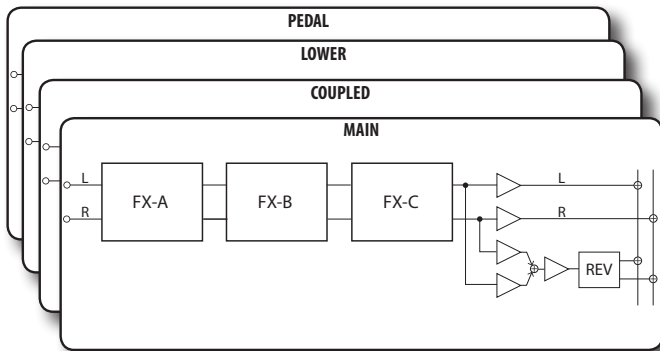 PEDAL
LOWER
COUPLED
MAIN
L L
FX-A FX-B FX-C
R R
REV